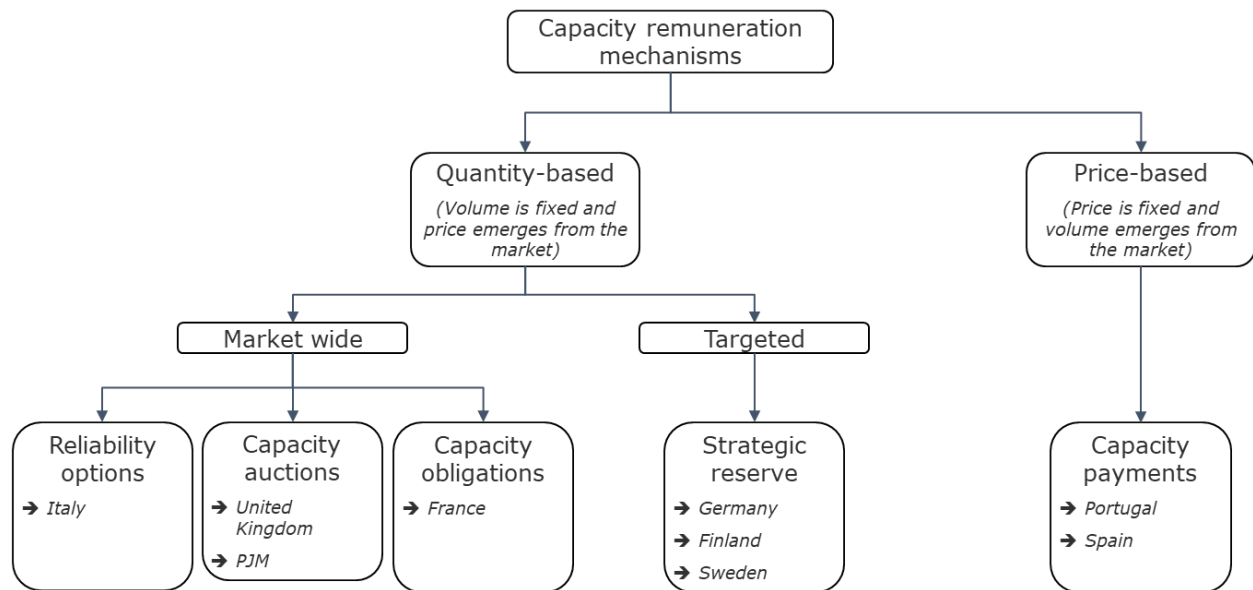 Capacity remuneration
mechanisms
Quantity-based
(Volume is fixed and
price emerges from the
market)
Price-based
(Price is fixed and
volume emerges from
the market)
Market wide
Targeted
Reliability
options
➔ Italy
Capacity
auctions
➔ United
Kingdom
➔ PJM
Capacity
obligations
➔ France
Strategic
reserve
➔ Germany
➔ Finland
➔ Sweden
Capacity
payments
➔ Portugal
➔ Spain